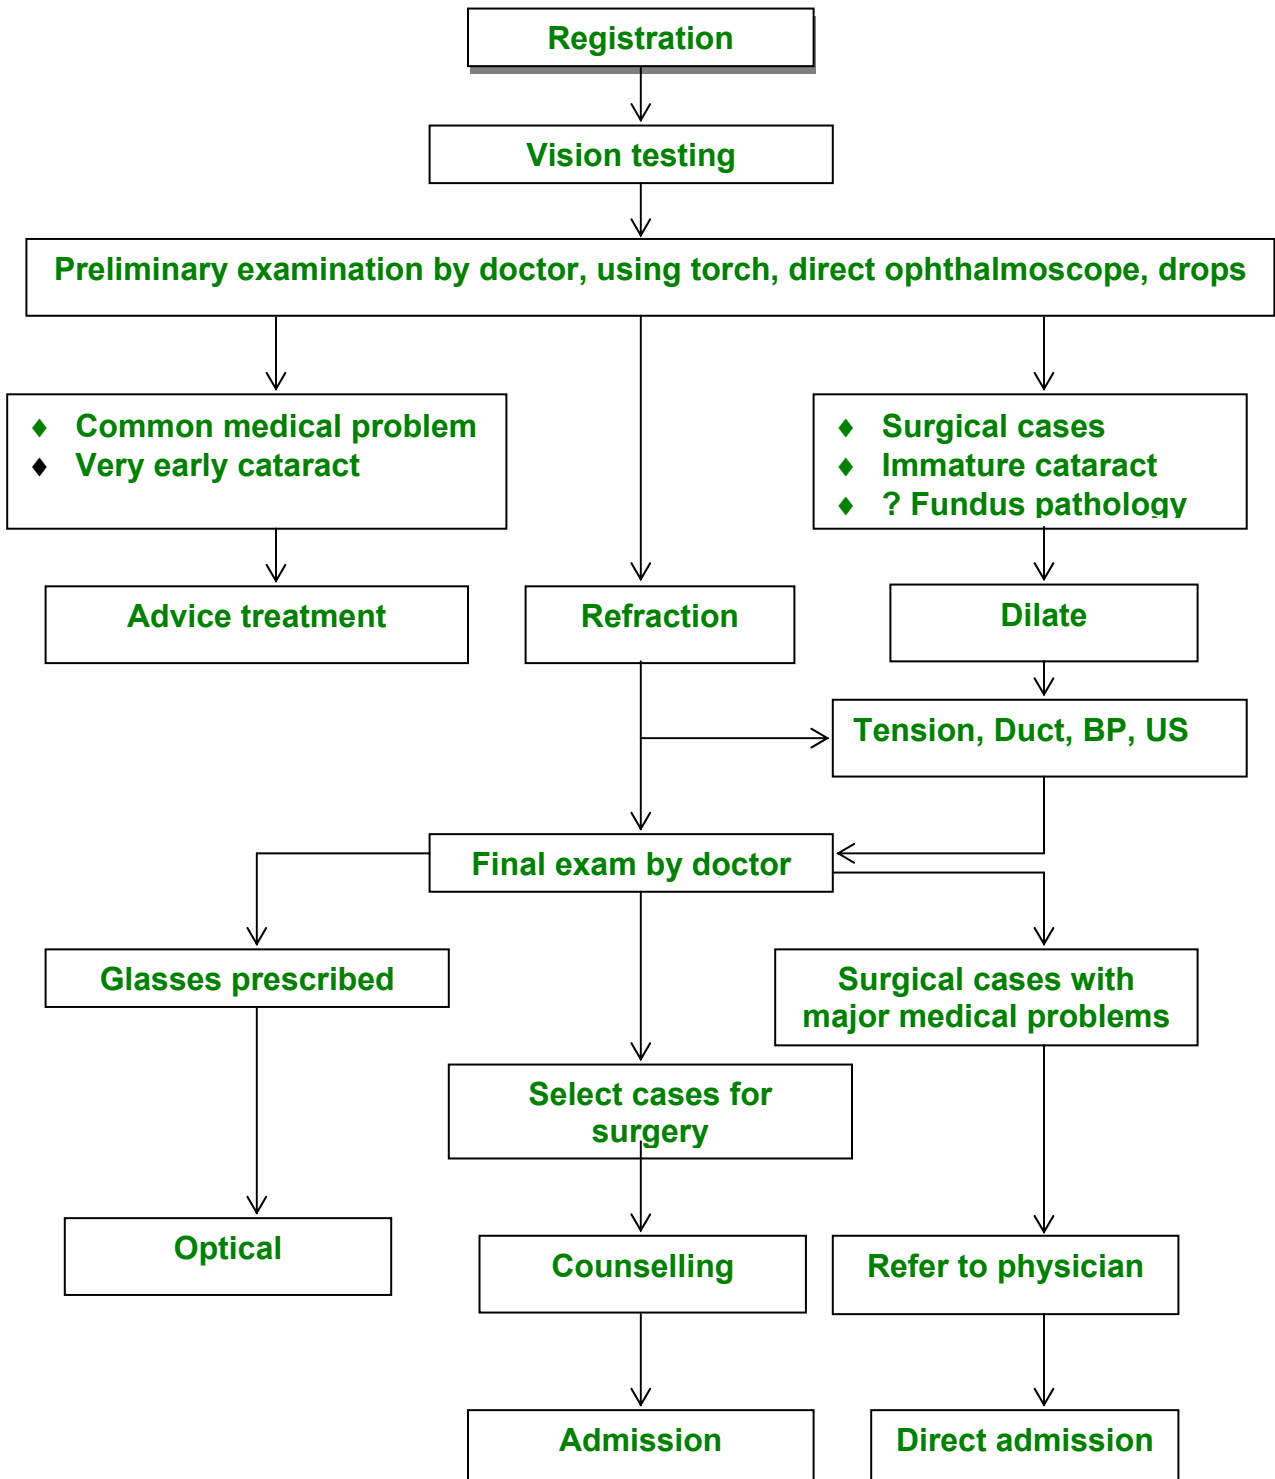 Registration
Vision testing
Preliminary examination by doctor, using torch, direct ophthalmoscope, drops
♦ Common medical problem
♦ Very early cataract
♦ Surgical cases
♦ Immature cataract
♦ ? Fundus pathology
Advice treatment
Refraction
Dilate
Tension, Duct, BP, US
Final exam by doctor
Glasses prescribed
Surgical cases with
major medical problems
Select cases for
surgery
Optical
Counselling
Refer to physician
Admission
Direct admission